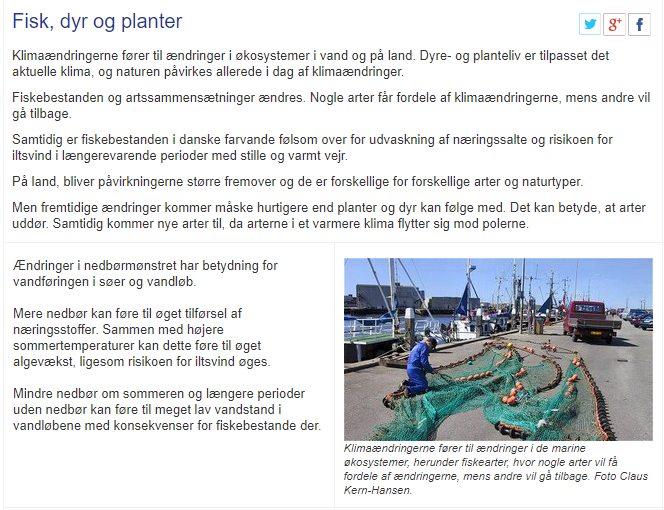 Fisk, dyr og planter
Klimaændringerne fører til ændringer i økosystemer i vand og på land. Dyre- og planteliv er tilpasset det
aktuelle klima, og naturen påvirkes allerede i dag af klimaændringer.
Fiskebestanden og artssammensætninger ændres. Nogle arter får fordele af klimaændringerne, mens andre vil
gå tilbage.
Samtidig er fiskebestanden i danske farvande følsom over for udvaskning af næringssalte og risikoen for
iltsvind i længerevarende perioder med stille og varmt vejr.
På land, bliver påvirkningerne større fremover og de er forskellige for forskellige arter og naturtyper.
Men fremtidige ændringer kommer måske hurtigere end planter og dyr kan følge med. Det kan betyde, at arter
uddør. Samtidig kommer nye arter til, da arterne i et varmere klima flytter sig mod polerne.
Ændringer i nedbørmønstret har betydning for
vandføringen i søer og vandløb.
Mere nedbør kan føre til øget tilførsel af
næringsstoffer. Sammen med højere
sommertemperaturer kan dette føre til øget
algevækst, ligesom risikoen for iltsvind øges.
Mindre nedbør om sommeren og længere perioder
uden nedbør kan føre til meget lav vandstand i
vandløbene med konsekvenser for fiskebestande der.
Klimaændringerne fører til ændringer i de marine
økosystemer, herunder fiskearter, hvor nogle arter vil få
fordele af ændringerne, mens andre vil gå tilbage. Foto Claus
Kern-Hansen.